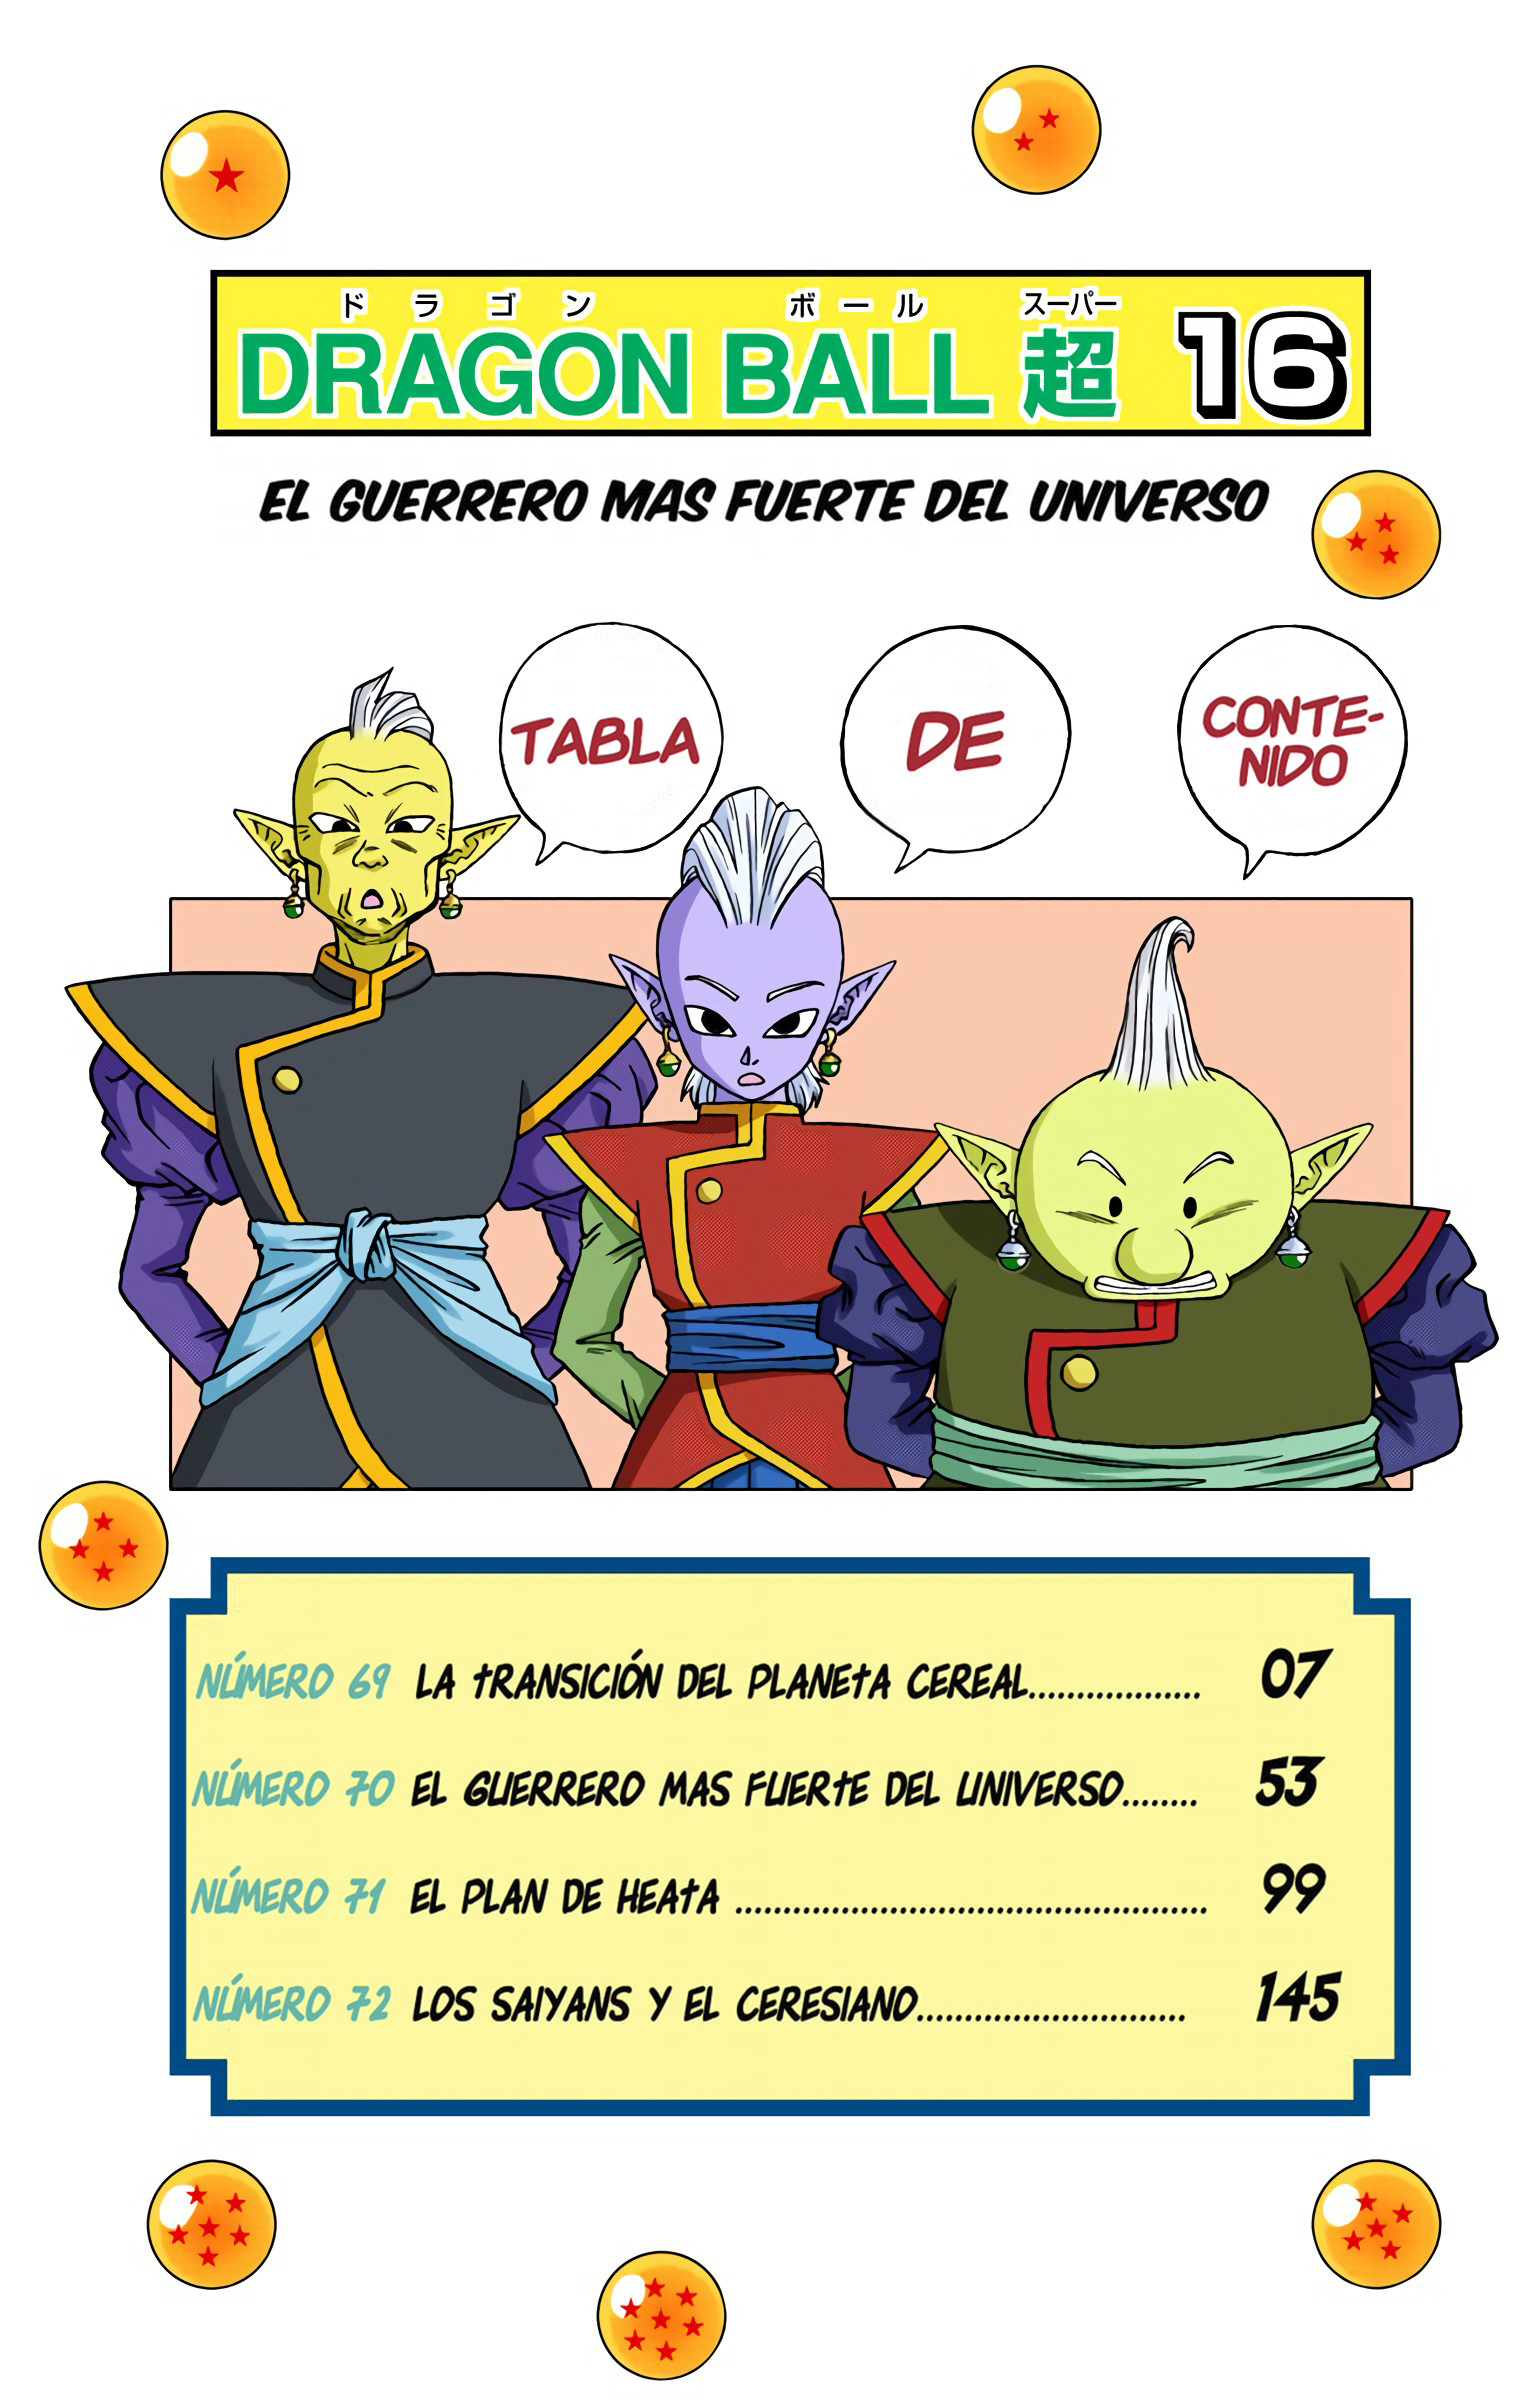 ドラゴン ボール スーパー
DRAGON BALL 超 16
EL GUERRERO MAS FUERTE DEL UNIVERSO
TABLA
DE
CONTE-
NIDO
NÚMERO 69 LA TRANSICIÓN DEL PLANETA CEREAL.................. 07
NÚMERO 70 EL GUERRERO MAS FUERTE DEL UNIVERSO........ 53
NÚMERO 71 EL PLAN DE HEATA ................................................ 99
NÚMERO 72 LOS SAIYANS Y EL CERESIANO........................... 145